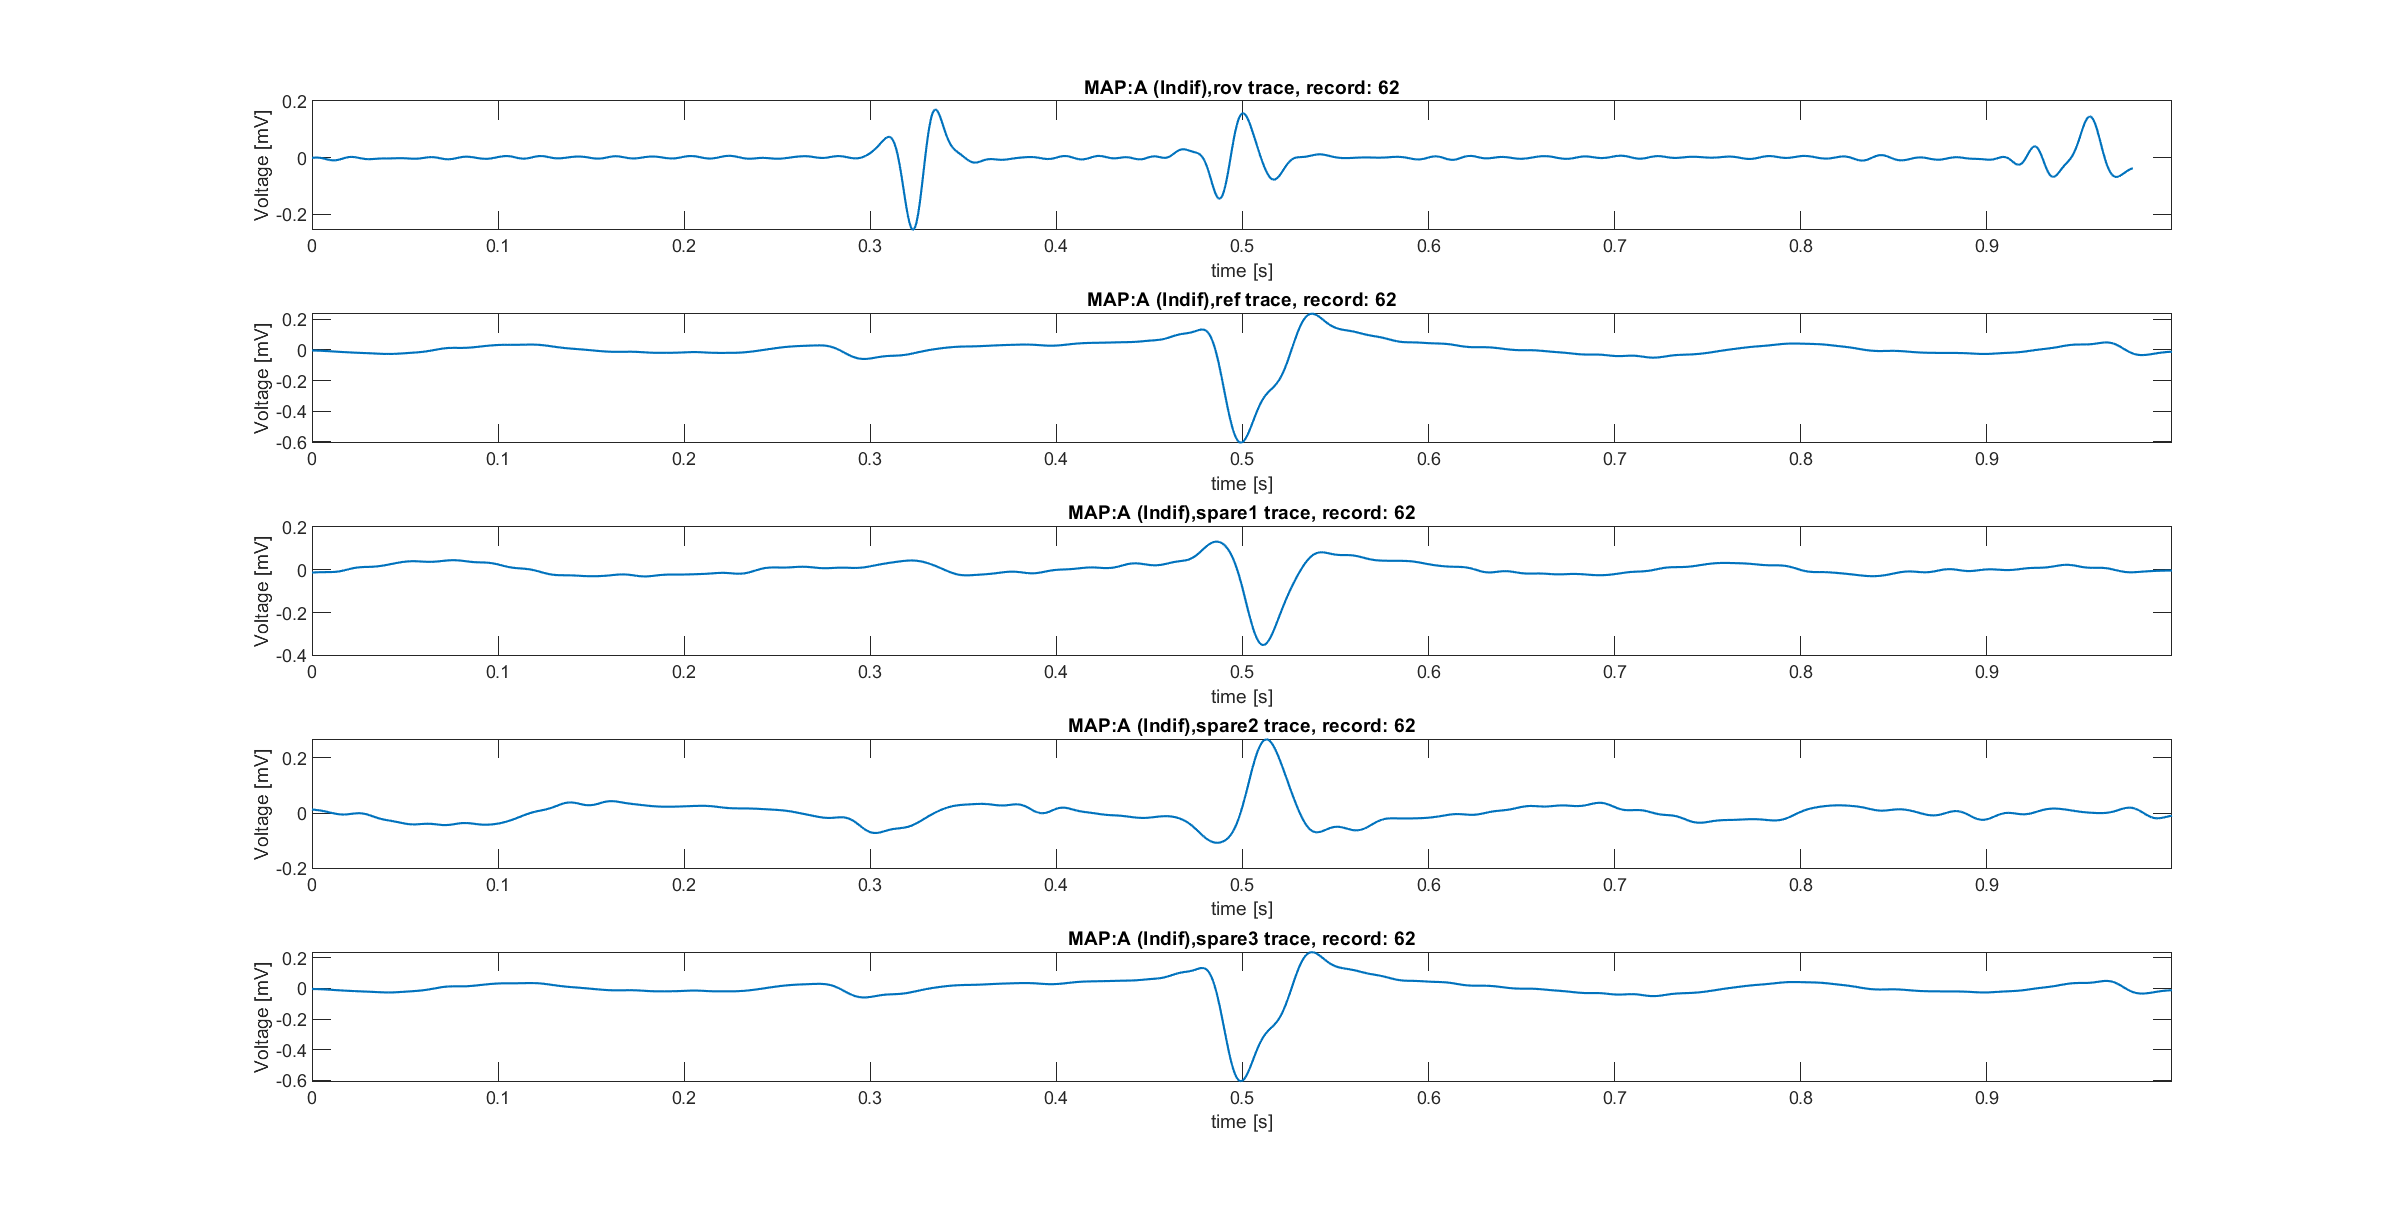 MAP:A (Indif),rov trace, record: 62
Voltage [mV]
0.2
0
-0.2
0 0.1 0.2 0.3 0.4 0.5 0.6 0.7 0.8 0.9
time [s]
MAP:A (Indif),ref trace, record: 62
Voltage [mV]
0.2
0
-0.2
-0.4
-0.6
0 0.1 0.2 0.3 0.4 0.5 0.6 0.7 0.8 0.9
time [s]
MAP:A (Indif),spare1 trace, record: 62
Voltage [mV]
0.2
0
-0.2
-0.4
0 0.1 0.2 0.3 0.4 0.5 0.6 0.7 0.8 0.9
time [s]
MAP:A (Indif),spare2 trace, record: 62
Voltage [mV]
0.2
0
-0.2
0 0.1 0.2 0.3 0.4 0.5 0.6 0.7 0.8 0.9
time [s]
MAP:A (Indif),spare3 trace, record: 62
Voltage [mV]
0.2
0
-0.2
-0.4
-0.6
0 0.1 0.2 0.3 0.4 0.5 0.6 0.7 0.8 0.9
time [s]